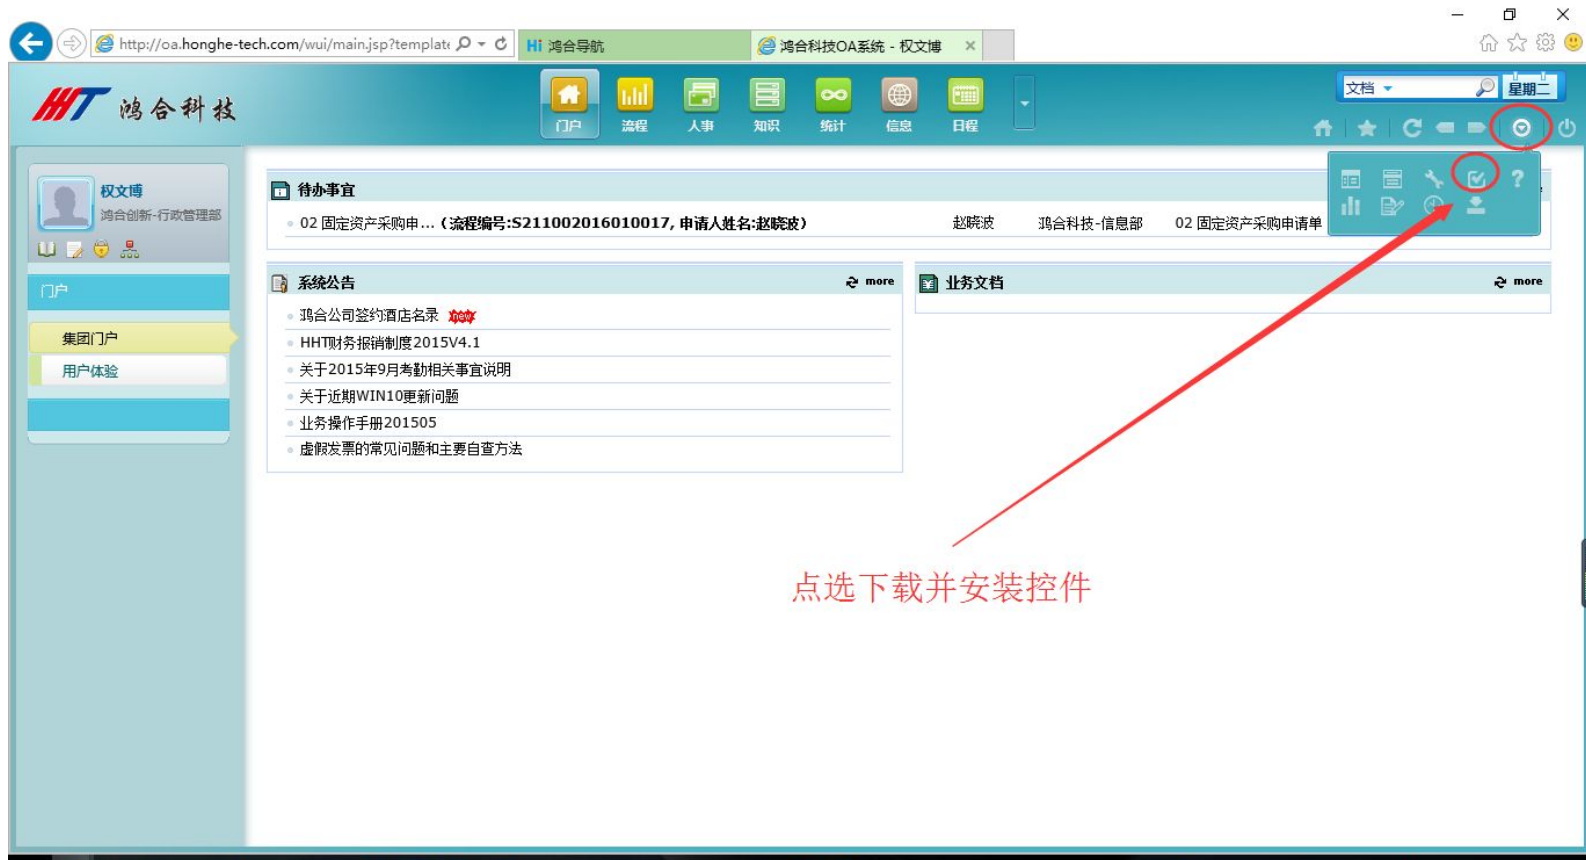 http://oa.honghe-tech.com/wui/main.jsp?template
Hi 鸿合导航
鸿合科技OA系统 - 权文博
HHT 鸿合科技
门户
流程
人事
知识
统计
信息
日程
文档
星期二
权文博
鸿合创新-行政管理部
门户
集团门户
用户体验
待办事宜
02 固定资产采购申...（流程编号:S211002016010017, 申请人姓名:赵晓波） 赵晓波 鸿合科技-信息部 02 固定资产采购申请单
系统公告 more
鸿合公司签约酒店名录 new
HHT财务报销制度2015V4.1
关于2015年9月考勤相关事宜说明
关于近期WIN10更新问题
业务操作手册201505
虚假发票的常见问题和主要自查方法
业务文档 more
点选下载并安装控件